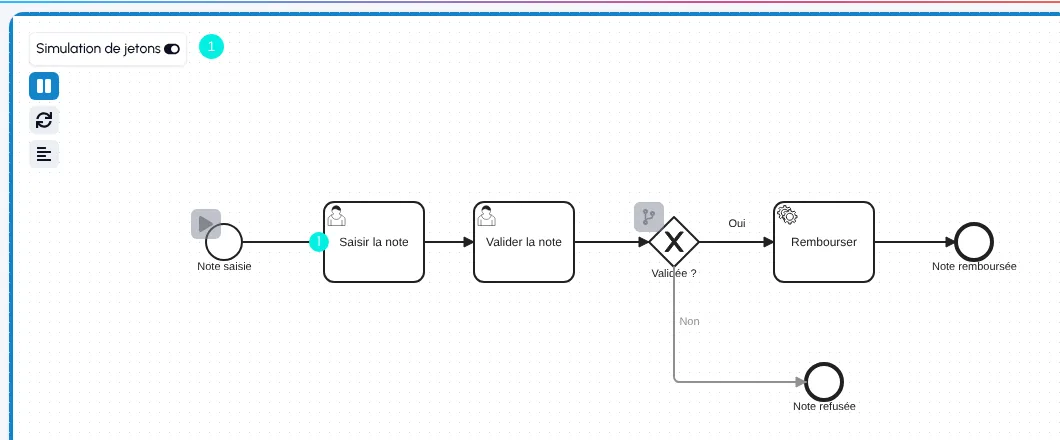 Simulation de jetons
1
1
Note saisie
Saisir la note
Valider la note
Validée ?
Oui
Rembourser
Note remboursée
Non
Note refusée